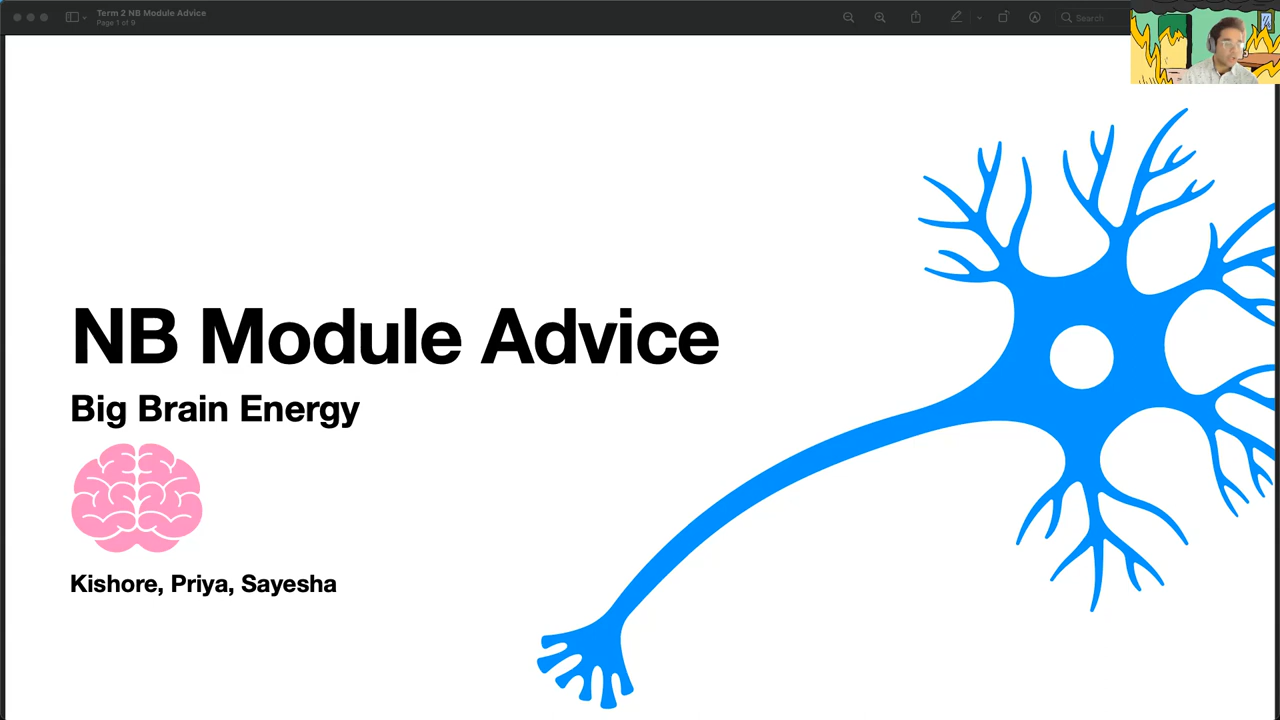 Term 2 NB Module Advice
Page 1 of 9
Search
NB Module Advice
Big Brain Energy
Kishore, Priya, Sayesha